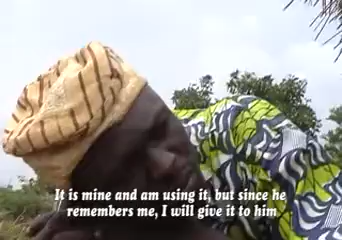 It is mine and am using it, but since he
remembers me, I will give it to him